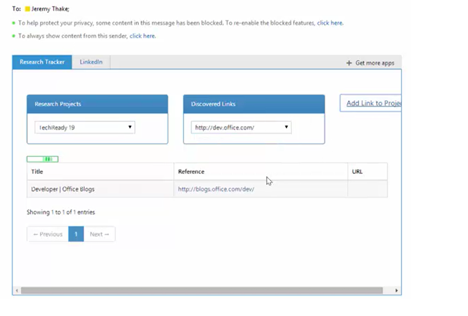 To: Jeremy Thake;
To help protect your privacy, some content in this message has been blocked. To re-enable the blocked features, click here.
To always show content from this sender, click here.
Research Tracker LinkedIn + Get more apps
Research Projects Discovered Links Add Link to Projec
TechReady 19 http://dev.office.com/
Title Reference URL
Developer | Office Blogs http://blogs.office.com/dev/
Showing 1 to 1 of 1 entries
← Previous 1 Next →